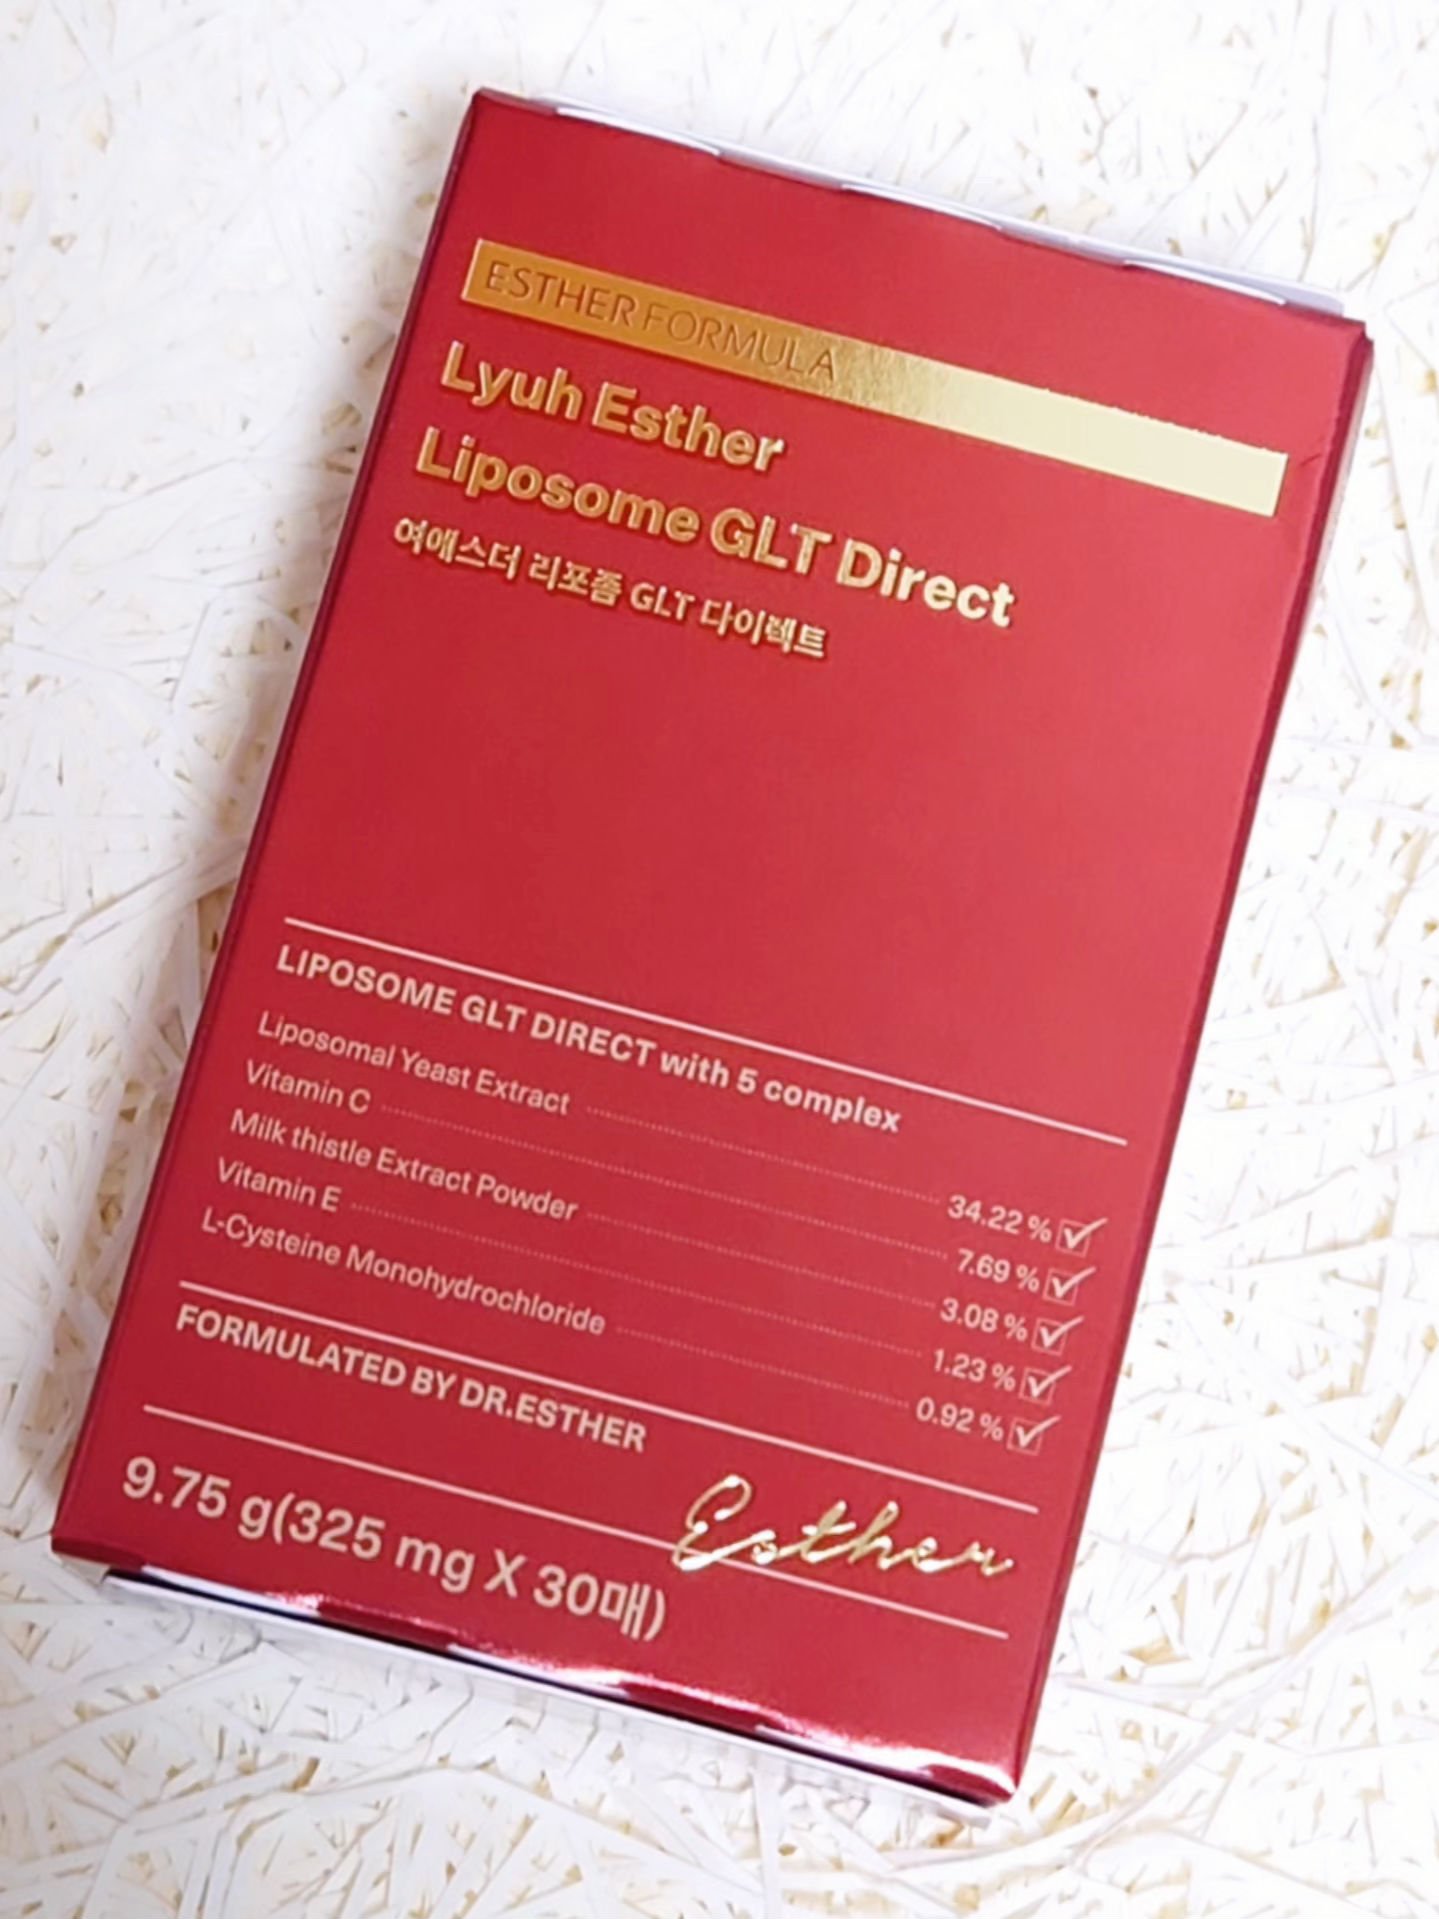 ESTHER FORMULA
Lyuh Esther
Liposome GLT Direct
여에스더 리포좀 GLT 다이렉트
LIPOSOME GLT DIRECT with 5 complex
Liposomal Yeast Extract 34.22 %
Vitamin C 7.69 %
Milk thistle Extract Powder 3.08 %
Vitamin E 1.23 %
L-Cysteine Monohydrochloride 0.92 %
FORMULATED BY DR.ESTHER
Esther
9.75 g(325 mg X 30매)